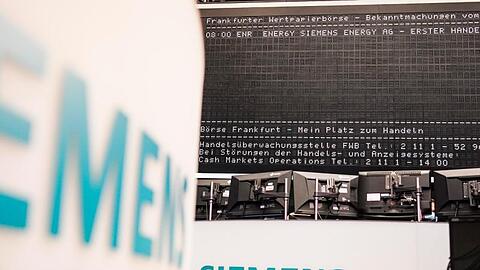 Frankfurter Wertpapierbörse - Bekanntmachungen vom
08:00 ENR ENERGY SIEMENS ENERGY AG - ERSTER HANDE
Börse Frankfurt - Mein Platz zum Handeln
Handelsüberwachungsstelle FWB Tel.: 2 11 1 - 52 9
Bei Störungen der Handels- und Anzeigesysteme:
Cash Markets Operations Tel.: 2 11 1 - 14 00
EMENS
SIEMENS